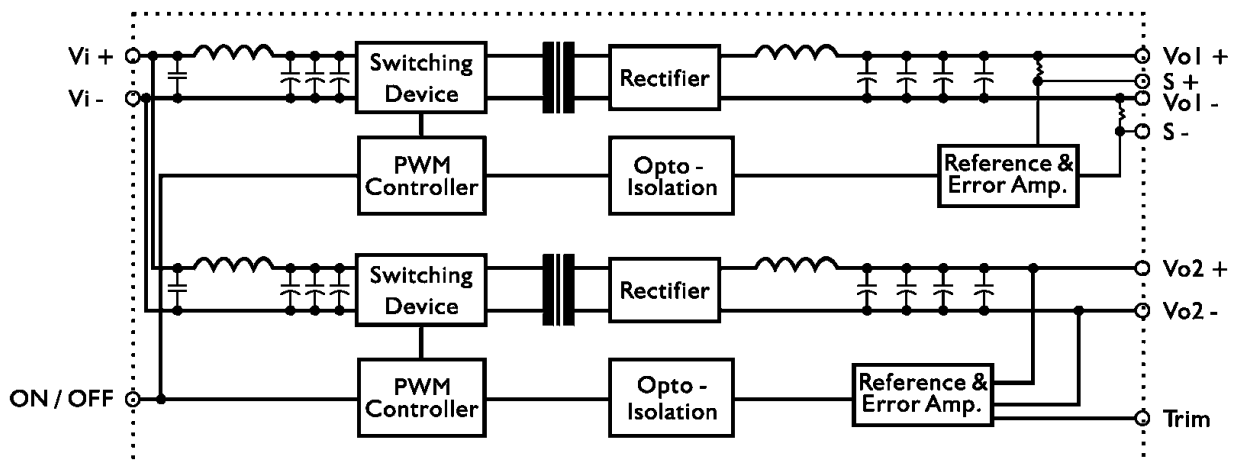 Vi +
Vi -
Switching
Device
Rectifier
Vo1 +
S +
Vo1 -
S -
PWM
Controller
Opto -
Isolation
Reference &
Error Amp.
Switching
Device
Rectifier
Vo2 +
Vo2 -
ON / OFF
PWM
Controller
Opto -
Isolation
Reference &
Error Amp.
Trim